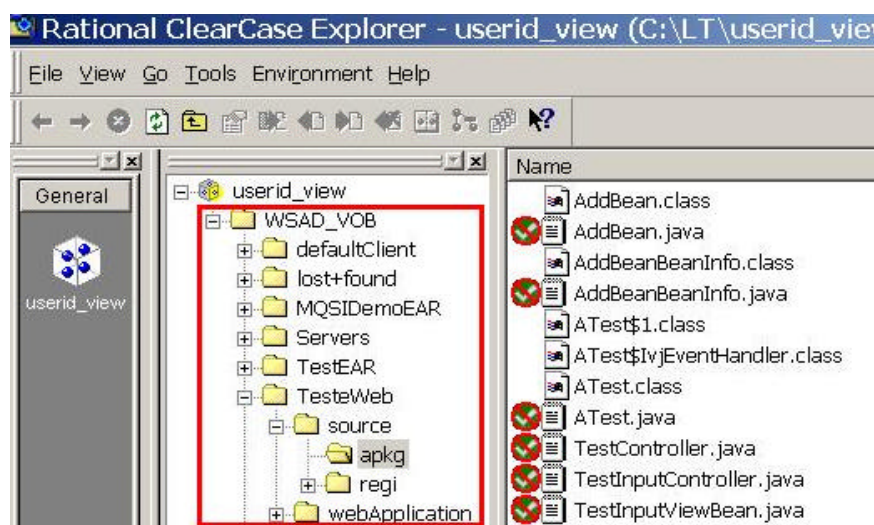 Rational ClearCase Explorer - userid_view (C:\LT\userid_vie
File View Go Tools Environment Help
General
userid_view
userid_view
WSAD_VOB
defaultClient
lost+found
MQSIDemoEAR
Servers
TestEAR
TesteWeb
source
apkg
regi
webApplication
Name
AddBean.class
AddBean.java
AddBeanBeanInfo.class
AddBeanBeanInfo.java
ATest$1.class
ATest$IvjEventHandler.class
ATest.class
ATest.java
TestController.java
TestInputController.java
TestInputViewBean.java